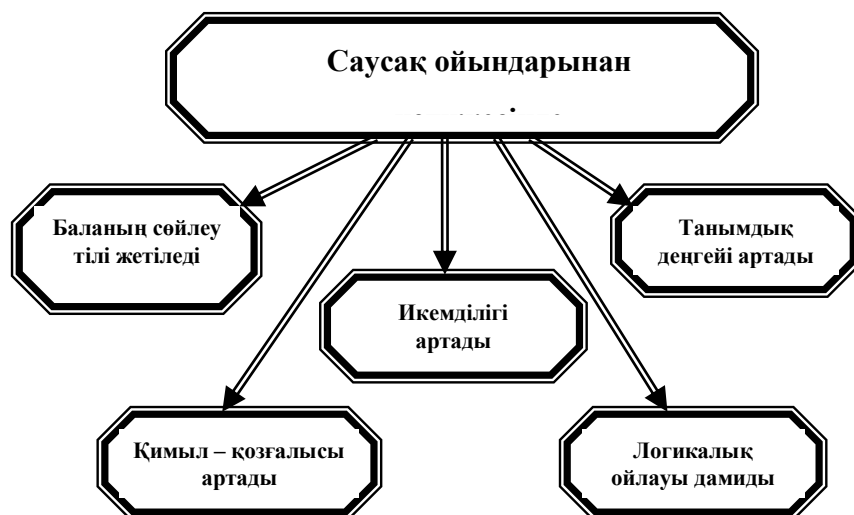 Саусақ ойындарынан
Баланың сөйлеу
тілі жетіледі
Танымдық
деңгейі артады
Икемділігі
артады
Қимыл – қозғалысы
артады
Логикалық
ойлауы дамиды